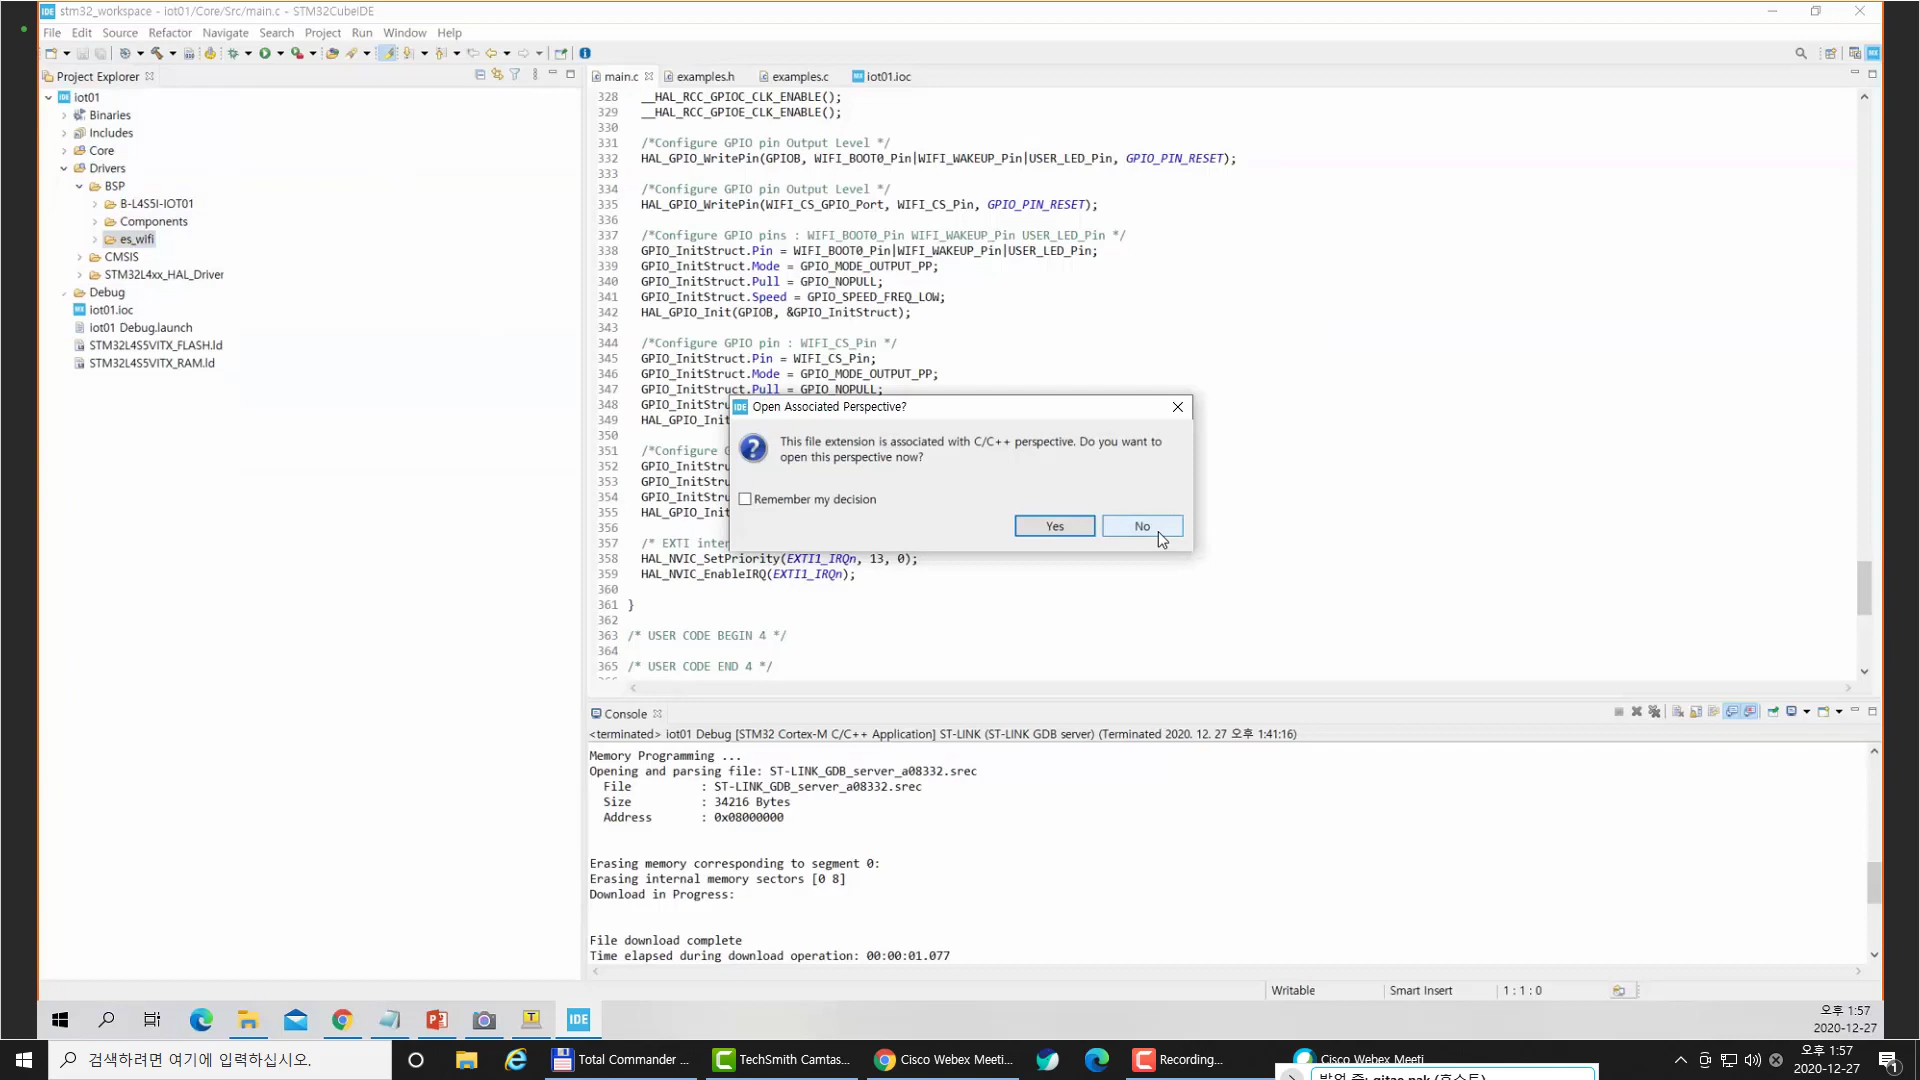 IDE stm32_workspace - iot01/Core/Src/main.c - STM32CubeIDE
File Edit Source Refactor Navigate Search Project Run Window Help
Project Explorer
main.c examples.h examples.c iot01.ioc
iot01
Binaries
Includes
Core
Drivers
BSP
B-L4S5I-IOT01
Components
es_wifi
CMSIS
STM32L4xx_HAL_Driver
Debug
iot01.ioc
iot01 Debug.launch
STM32L4S5VITX_FLASH.ld
STM32L4S5VITX_RAM.ld
328 __HAL_RCC_GPIOC_CLK_ENABLE();
329 __HAL_RCC_GPIOE_CLK_ENABLE();
330
331 /*Configure GPIO pin Output Level */
332 HAL_GPIO_WritePin(GPIOB, WIFI_BOOT0_Pin|WIFI_WAKEUP_Pin|USER_LED_Pin, GPIO_PIN_RESET);
333
334 /*Configure GPIO pin Output Level */
335 HAL_GPIO_WritePin(WIFI_CS_GPIO_Port, WIFI_CS_Pin, GPIO_PIN_RESET);
336
337 /*Configure GPIO pins : WIFI_BOOT0_Pin WIFI_WAKEUP_Pin USER_LED_Pin */
338 GPIO_InitStruct.Pin = WIFI_BOOT0_Pin|WIFI_WAKEUP_Pin|USER_LED_Pin;
339 GPIO_InitStruct.Mode = GPIO_MODE_OUTPUT_PP;
340 GPIO_InitStruct.Pull = GPIO_NOPULL;
341 GPIO_InitStruct.Speed = GPIO_SPEED_FREQ_LOW;
342 HAL_GPIO_Init(GPIOB, &GPIO_InitStruct);
343
344 /*Configure GPIO pin : WIFI_CS_Pin */
345 GPIO_InitStruct.Pin = WIFI_CS_Pin;
346 GPIO_InitStruct.Mode = GPIO_MODE_OUTPUT_PP;
347 GPIO_InitStruct.Pull = GPIO_NOPULL;
348 GPIO_InitStru
349 HAL_GPIO_Init
350
351 /*Configure G
352 GPIO_InitStru
353 GPIO_InitStru
354 GPIO_InitStru
355 HAL_GPIO_Init
356
357 /* EXTI inter
358 HAL_NVIC_SetPriority(EXTI1_IRQn, 13, 0);
359 HAL_NVIC_EnableIRQ(EXTI1_IRQn);
360
361 }
362
363 /* USER CODE BEGIN 4 */
364
365 /* USER CODE END 4 */
IDE Open Associated Perspective?
This file extension is associated with C/C++ perspective. Do you want to
open this perspective now?
Remember my decision
Yes No
Console
<terminated> iot01 Debug [STM32 Cortex-M C/C++ Application] ST-LINK (ST-LINK GDB server) (Terminated 2020. 12. 27 오후 1:41:16)
Memory Programming ...
Opening and parsing file: ST-LINK_GDB_server_a08332.srec
File : ST-LINK_GDB_server_a08332.srec
Size : 34216 Bytes
Address : 0x08000000
Erasing memory corresponding to segment 0:
Erasing internal memory sectors [0 8]
Download in Progress:
File download complete
Time elapsed during download operation: 00:00:01.077
Writable Smart Insert 1 : 1 : 0
IDE
오후 1:57
2020-12-27
검색하려면 여기에 입력하십시오.
Total Commander ...
TechSmith Camtas...
Cisco Webex Meeti...
Recording...
Cisco Webex Meeti
오후 1:57
2020-12-27
1